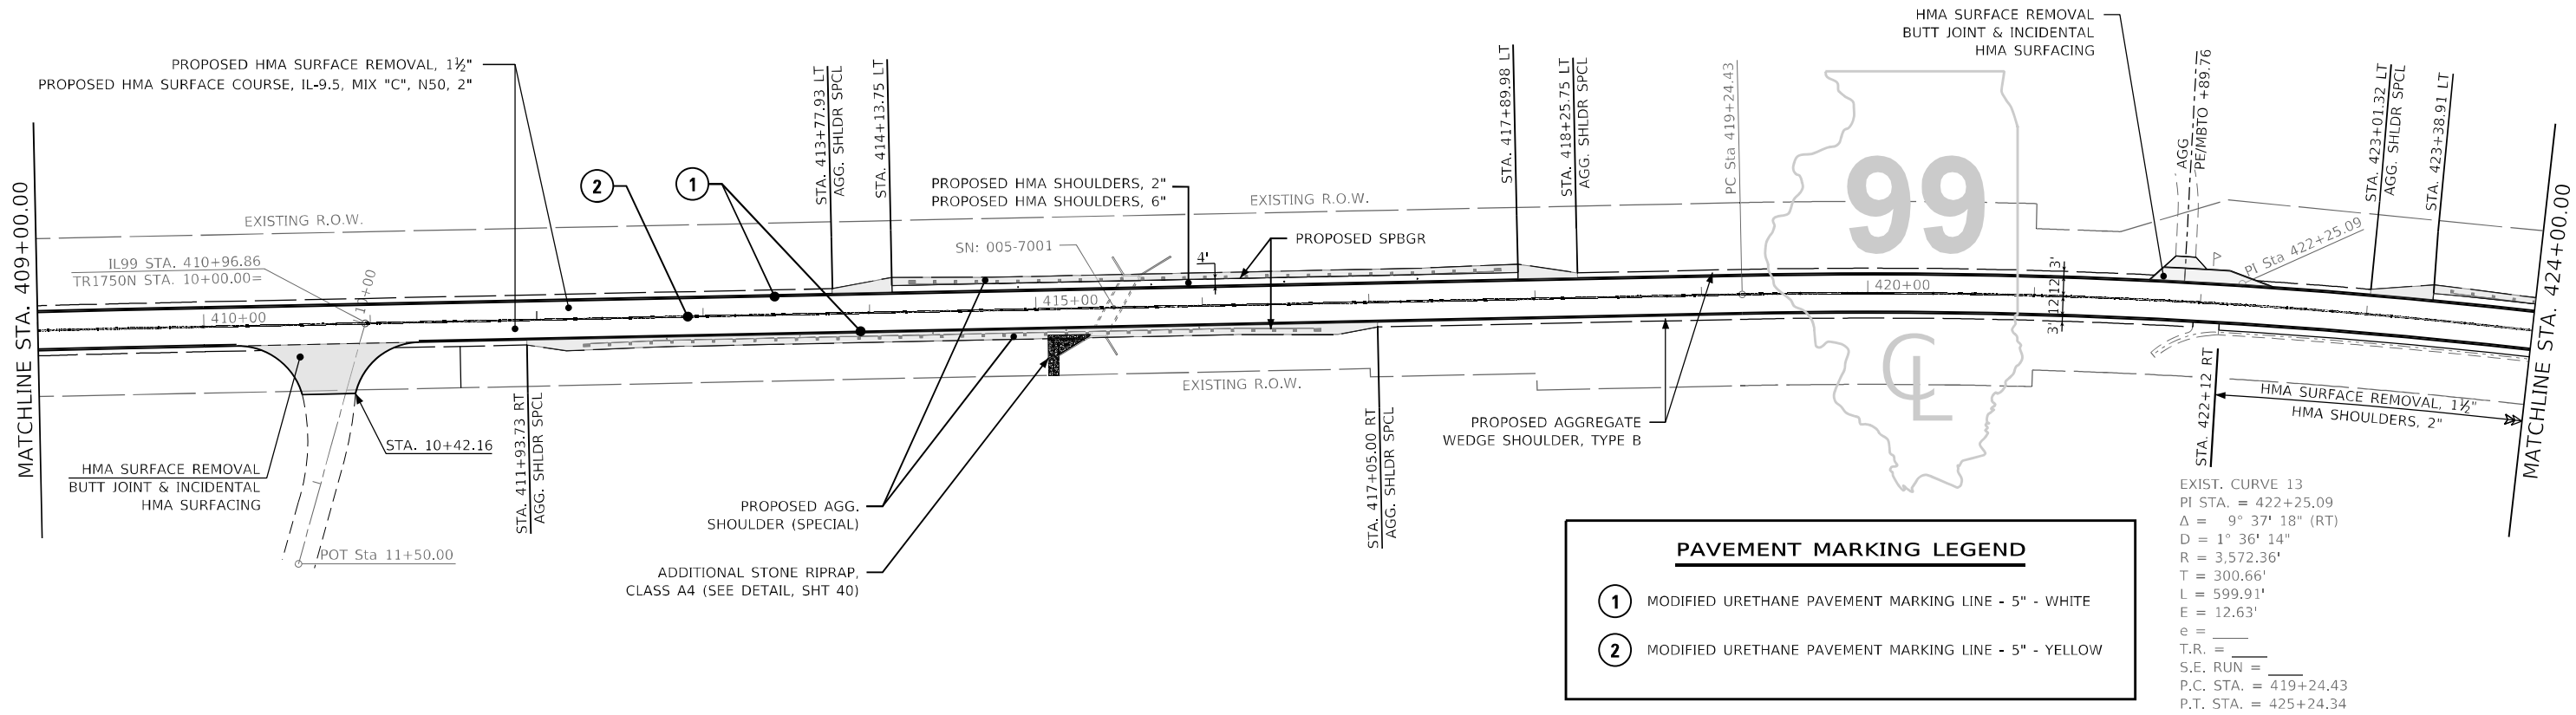 HMA SURFACE REMOVAL
BUTT JOINT & INCIDENTAL
HMA SURFACING
PROPOSED HMA SURFACE REMOVAL, 1½"
PROPOSED HMA SURFACE COURSE, IL-9.5, MIX "C", N50, 2"
STA. 413+77.93 LT
AGG. SHLDR SPCL
STA. 414+13.75 LT
STA. 417+89.98 LT
STA. 418+25.75 LT
AGG. SHLDR SPCL
PC Sta 419+24.43
AGG
PE/MBTO +89.76
STA. 423+01.32 LT
AGG. SHLDR SPCL
STA. 423+38.91 LT
MATCHLINE STA. 409+00.00
MATCHLINE STA. 424+00.00
2
1
PROPOSED HMA SHOULDERS, 2"
PROPOSED HMA SHOULDERS, 6"
EXISTING R.O.W.
EXISTING R.O.W.
99
SN: 005-7001
PROPOSED SPBGR
4'
IL99 STA. 410+96.86
TR1750N STA. 10+00.00=
11+00
PI Sta 422+25.09
Δ
410+00
415+00
420+00
3'
12'
12'
3'
CL
EXISTING R.O.W.
STA. 10+42.16
STA. 411+93.73 RT
AGG. SHLDR SPCL
STA. 417+05.00 RT
AGG. SHLDR SPCL
PROPOSED AGGREGATE
WEDGE SHOULDER, TYPE B
STA. 422+12 RT
HMA SURFACE REMOVAL, 1½"
HMA SHOULDERS, 2"
HMA SURFACE REMOVAL
BUTT JOINT & INCIDENTAL
HMA SURFACING
PROPOSED AGG.
SHOULDER (SPECIAL)
POT Sta 11+50.00
ADDITIONAL STONE RIPRAP,
CLASS A4 (SEE DETAIL, SHT 40)
PAVEMENT MARKING LEGEND
1 MODIFIED URETHANE PAVEMENT MARKING LINE - 5" - WHITE
2 MODIFIED URETHANE PAVEMENT MARKING LINE - 5" - YELLOW
EXIST. CURVE 13
PI STA. = 422+25.09
Δ = 9° 37' 18" (RT)
D = 1° 36' 14"
R = 3,572.36'
T = 300.66'
L = 599.91'
E = 12.63'
e = ____
T.R. = ____
S.E. RUN = ____
P.C. STA. = 419+24.43
P.T. STA. = 425+24.34